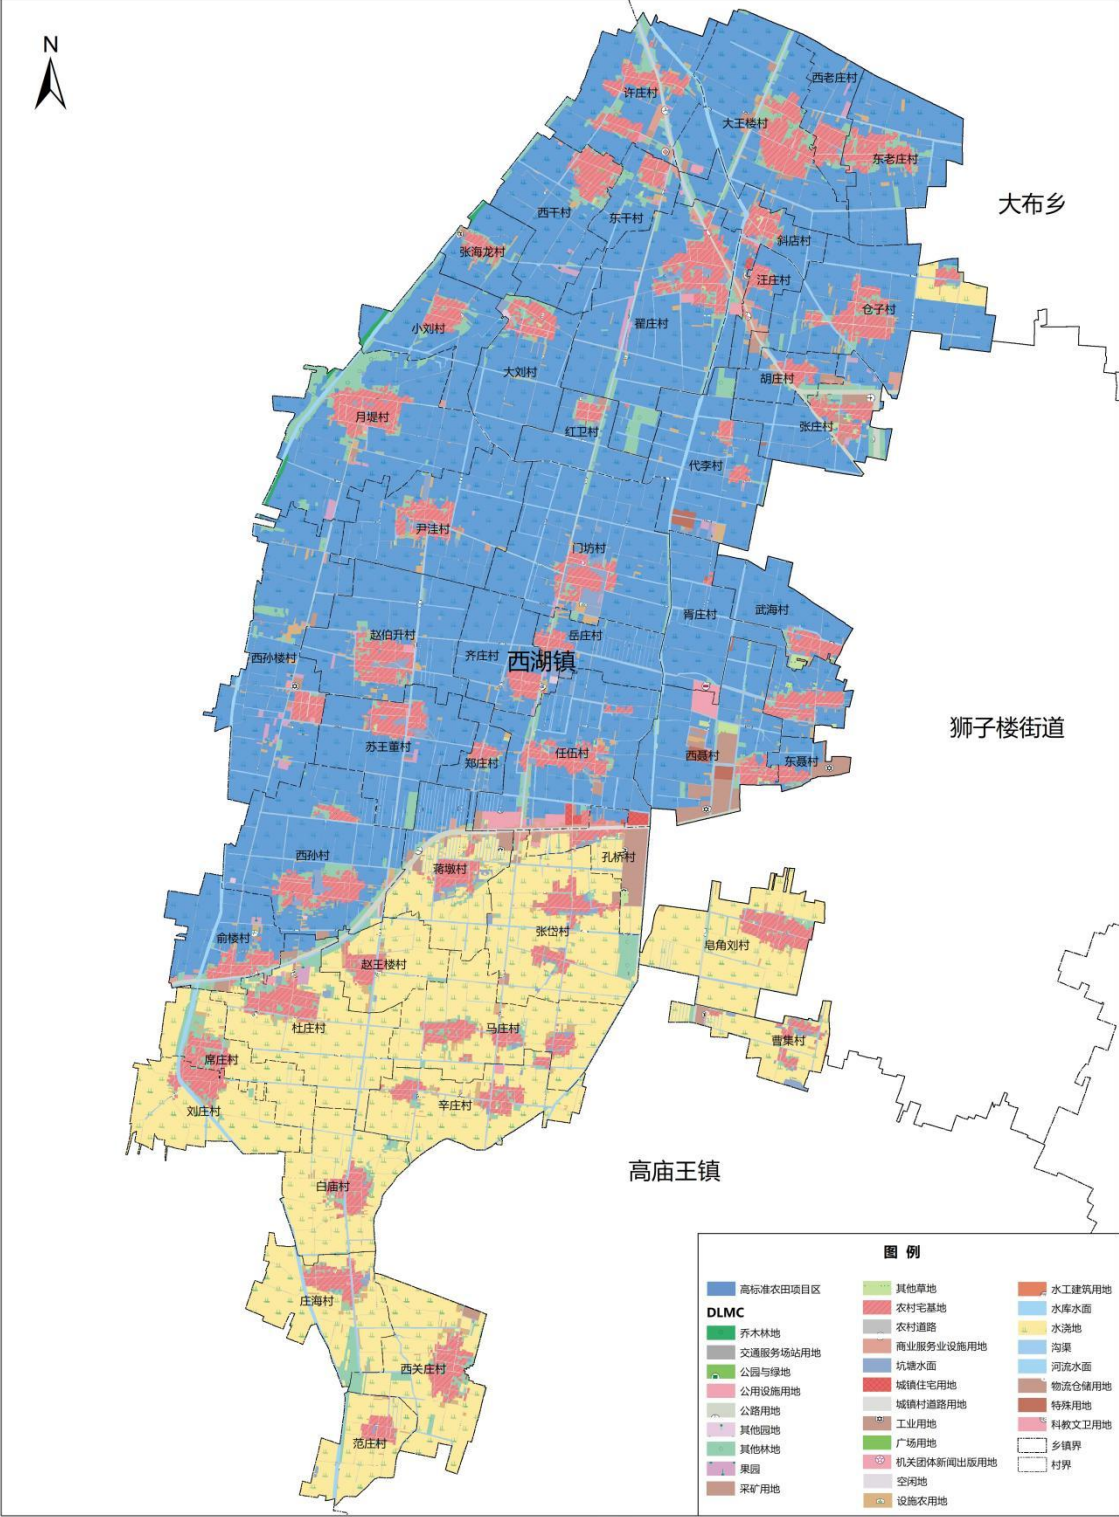 N
许庄村
西老庄村
大王楼村
东老庄村
大布乡
西干村
东干村
斜店村
张海龙村
汪庄村
仓子村
小刘村
翟庄村
大刘村
胡庄村
月堤村
红卫村
张庄村
代李村
尹洼村
门坊村
胥庄村
武海村
赵伯升村
岳庄村
西孙楼村
齐庄村
西湖镇
狮子楼街道
苏王董村
郑庄村
任伍村
西聂村
东聂村
西孙村
蒋墩村
孔桥村
俞楼村
张岱村
皂角刘村
赵王楼村
杜庄村
马庄村
曹集村
席庄村
刘庄村
辛庄村
高庙王镇
白庙村
庄海村
西关庄村
范庄村
图 例
高标准农田项目区
DLMC
乔木林地
交通服务场站用地
公园与绿地
公用设施用地
公路用地
其他园地
其他林地
果园
采矿用地
其他草地
农村宅基地
农村道路
商业服务业设施用地
坑塘水面
城镇住宅用地
城镇村道路用地
工业用地
广场用地
机关团体新闻出版用地
空闲地
设施农用地
水工建筑用地
水库水面
水浇地
沟渠
河流水面
物流仓储用地
特殊用地
科教文卫用地
乡镇界
村界